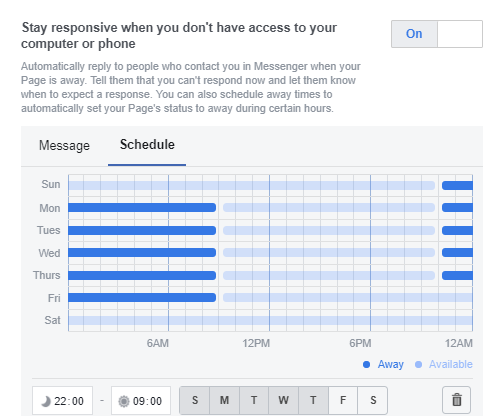 Stay responsive when you don't have access to your
computer or phone
On
Automatically reply to people who contact you in Messenger when your
Page is away. Tell them that you can't respond now and let them know
when to expect a response. You can also schedule away times to
automatically set your Page's status to away during certain hours.
Message Schedule
Sun
Mon
Tues
Wed
Thurs
Fri
Sat
6AM 12PM 6PM 12AM
Away Available
22:00 - 09:00 S M T W T F S